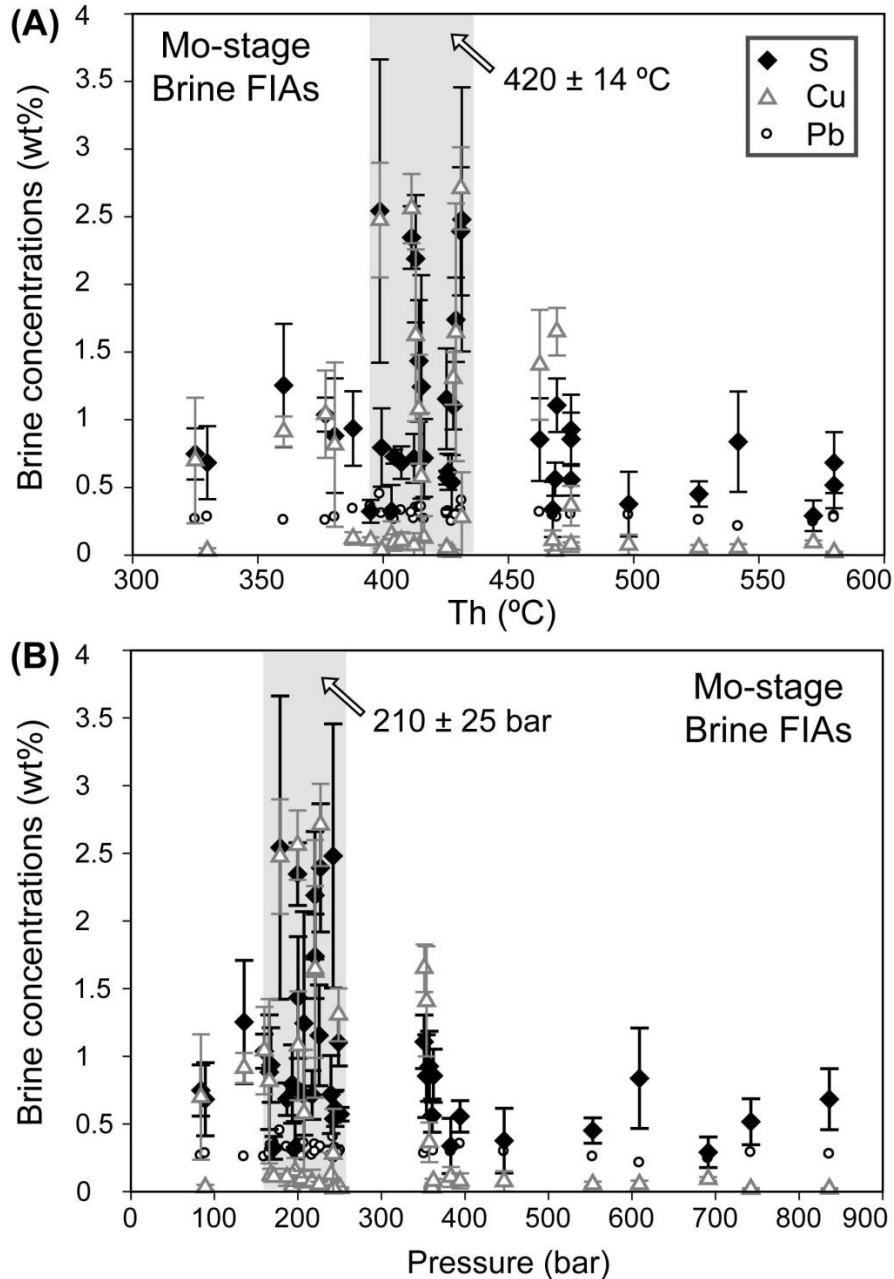 (A)
Mo-stage
Brine FIAs
420 ± 14 ºC
S
Cu
Pb
Brine concentrations (wt%)
4
3.5
3
2.5
2
1.5
1
0.5
0
300 350 400 450 500 550 600
Th (ºC)
(B)
Mo-stage
Brine FIAs
210 ± 25 bar
Brine concentrations (wt%)
4
3.5
3
2.5
2
1.5
1
0.5
0
0 100 200 300 400 500 600 700 800 900
Pressure (bar)